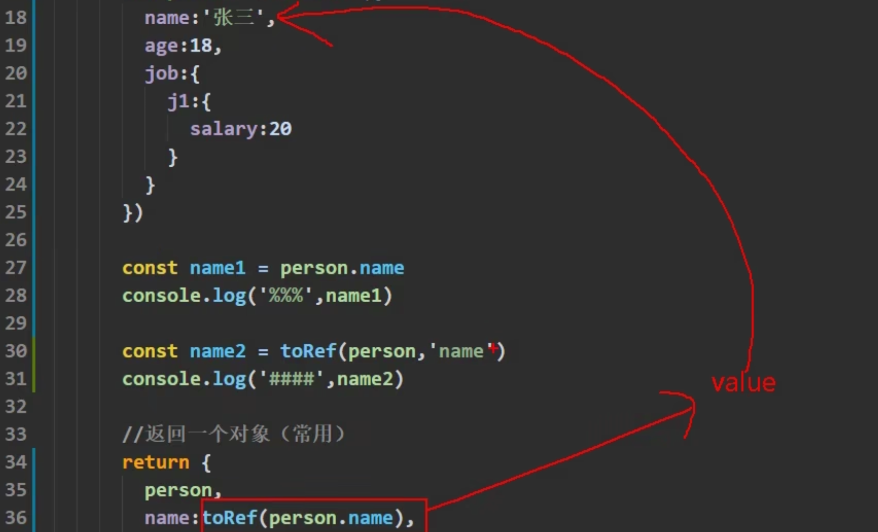 18 name:'张三',
19 age:18,
20 job:{
21 j1:{
22 salary:20
23 }
24 }
25 })
26
27 const name1 = person.name
28 console.log('%%%',name1)
29
30 const name2 = toRef(person,'name')
31 console.log('####',name2)
32
33 //返回一个对象（常用）
34 return {
35 person,
36 name:toRef(person.name),
value